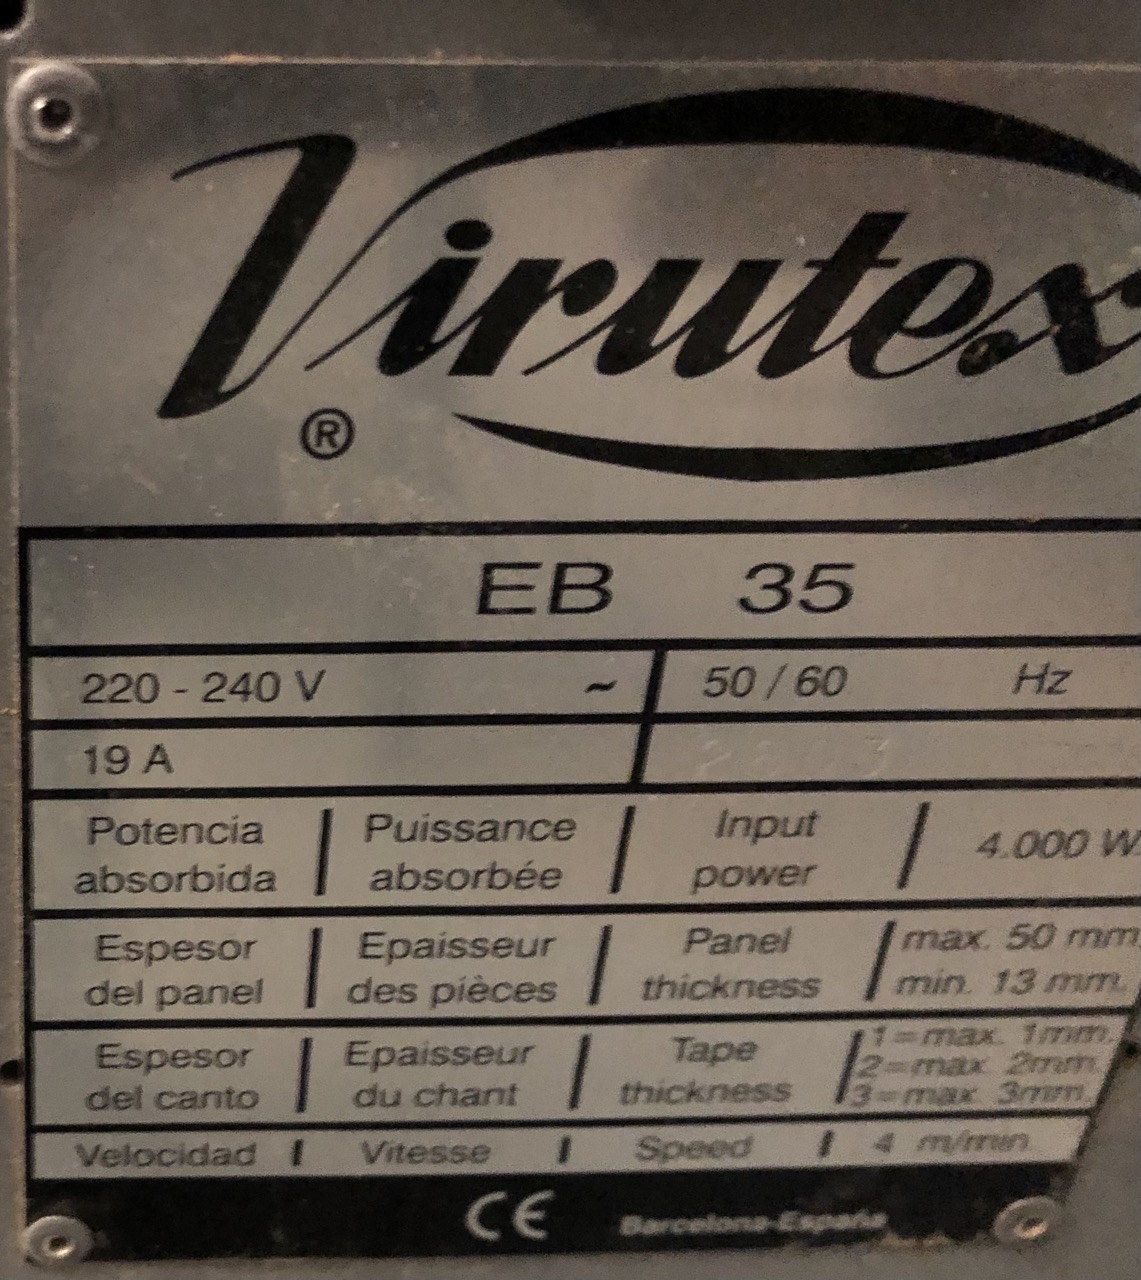 Virutex
®
EB 35
220 - 240 V ~ 50 / 60 Hz
19 A
Potencia absorbida Puissance absorbée Input power 4.000 W.
Espesor del panel Epaisseur des pièces Panel thickness max. 50 mm min. 13 mm.
Espesor del canto Epaisseur du chant Tape thickness 1=max. 1mm. 2=max. 2mm. 3=max. 3mm.
Velocidad Vitesse Speed 4 m/min
CE Barcelona-España